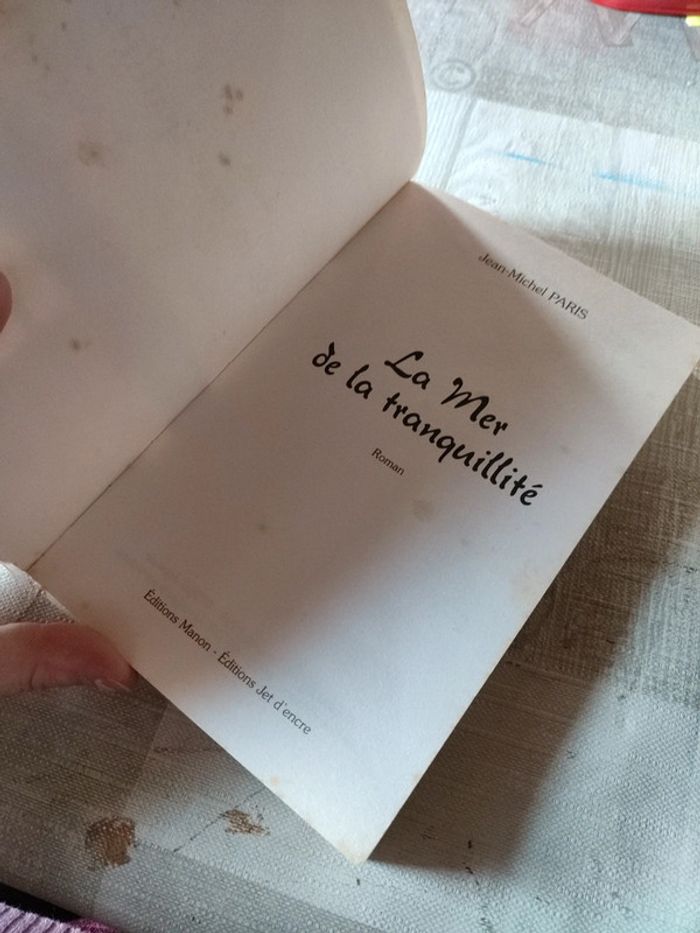 Jean-Michel PARIS
La Mer
de la tranquillité
Roman
Éditions Manon - Éditions Jet d'encre